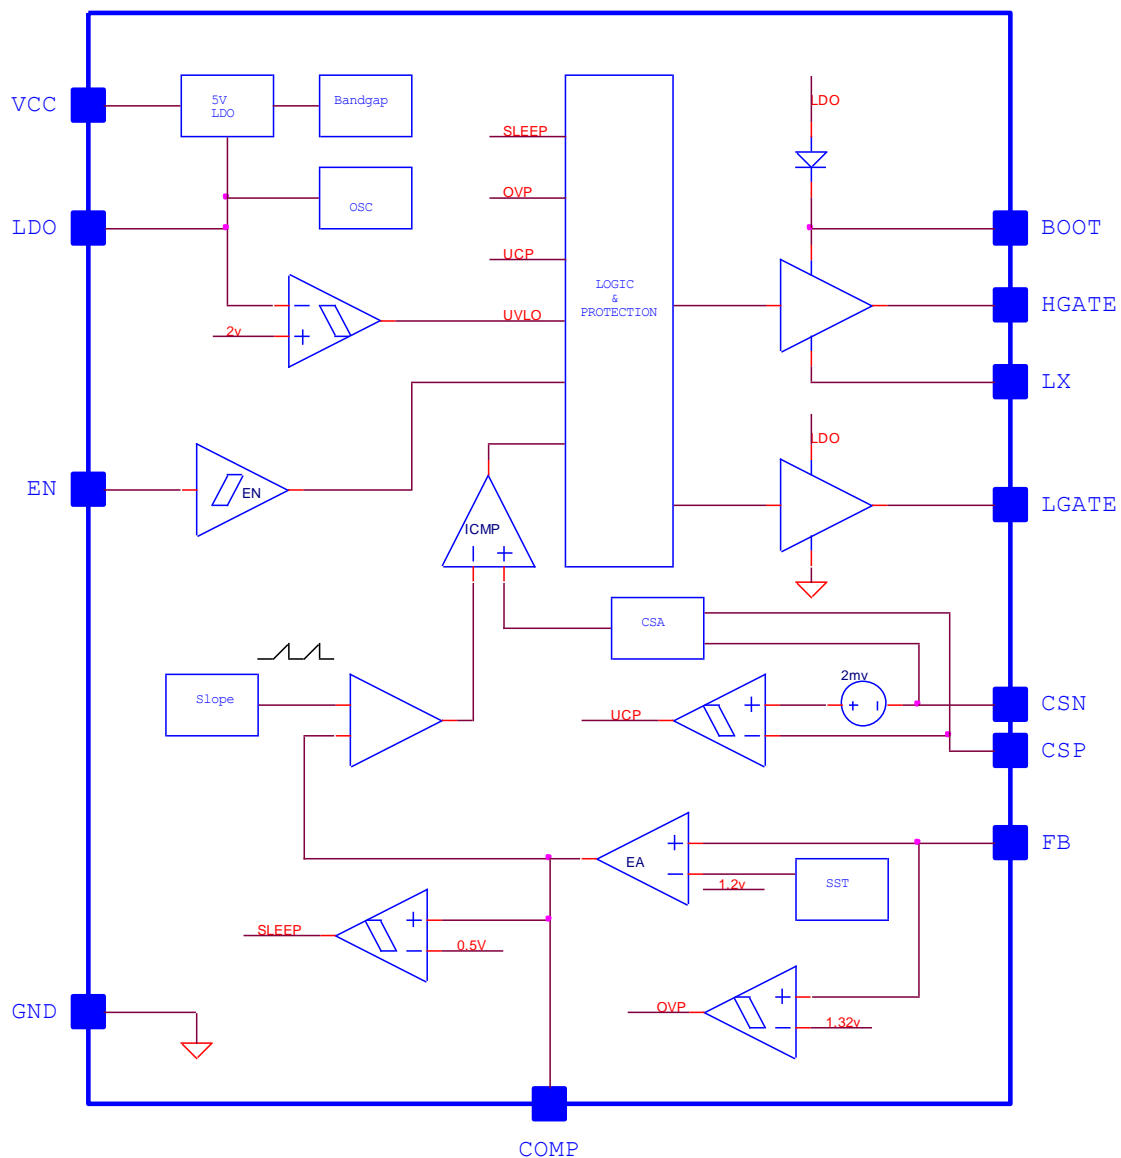 VCC
5V
LDO
Bandgap
LDO
SLEEP
OVP
OSC
LDO
BOOT
UCP
LOGIC
&
PROTECTION
HGATE
2v
UVLO
LX
LDO
EN
EN
LGATE
ICMP
CSA
Slope
2mv
UCP
CSN
CSP
EA
FB
1.2v
SST
SLEEP
0.5V
GND
OVP
1.32v
COMP